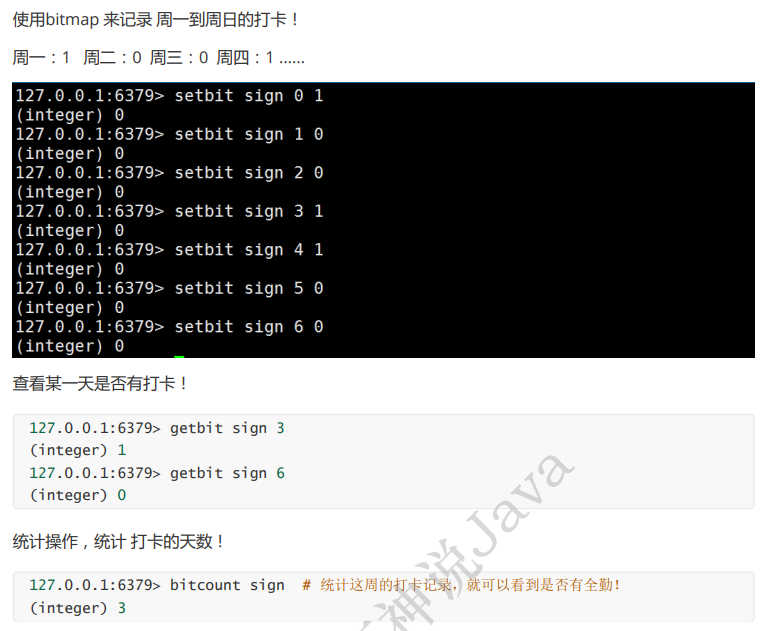 使用bitmap 来记录 周一到周日的打卡！
周一：1 周二：0 周三：0 周四：1 ......
127.0.0.1:6379> setbit sign 0 1
(integer) 0
127.0.0.1:6379> setbit sign 1 0
(integer) 0
127.0.0.1:6379> setbit sign 2 0
(integer) 0
127.0.0.1:6379> setbit sign 3 1
(integer) 0
127.0.0.1:6379> setbit sign 4 1
(integer) 0
127.0.0.1:6379> setbit sign 5 0
(integer) 0
127.0.0.1:6379> setbit sign 6 0
(integer) 0
查看某一天是否有打卡！
127.0.0.1:6379> getbit sign 3
(integer) 1
127.0.0.1:6379> getbit sign 6
(integer) 0
统计操作，统计 打卡的天数！
127.0.0.1:6379> bitcount sign # 统计这周的打卡记录，就可以看到是否有全勤！
(integer) 3
神说Java